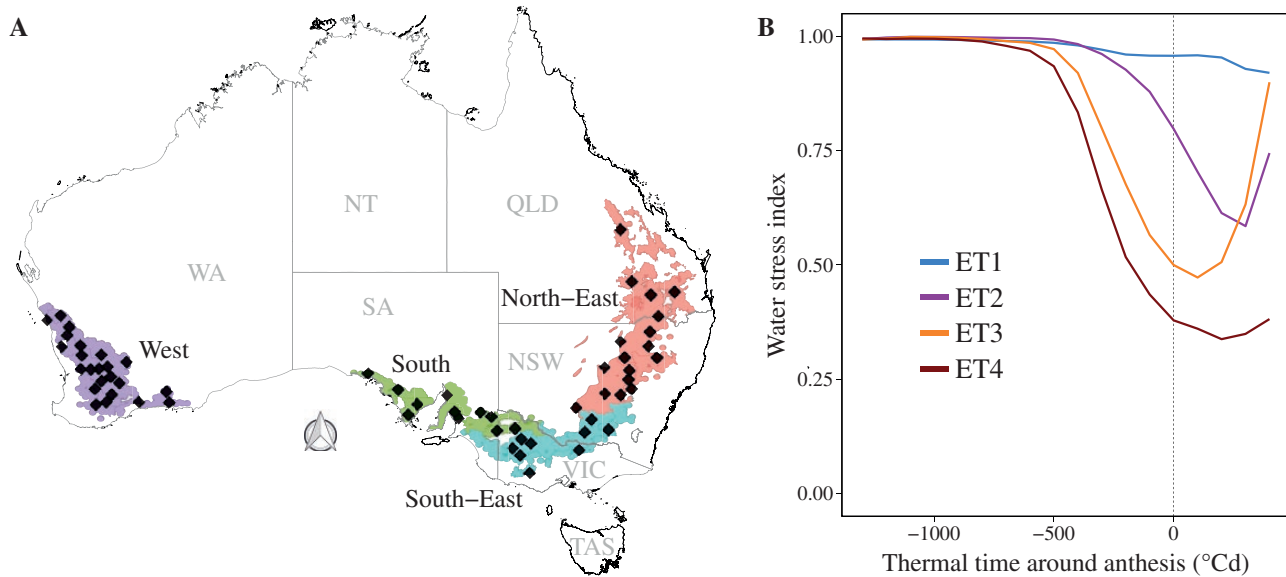 A
NT
QLD
WA
North−East
SA
West
South
NSW
VIC
South−East
TAS
B
1.00
0.75
0.50
0.25
0.00
Water stress index
ET1
ET2
ET3
ET4
−1000
−500
0
Thermal time around anthesis (°Cd)